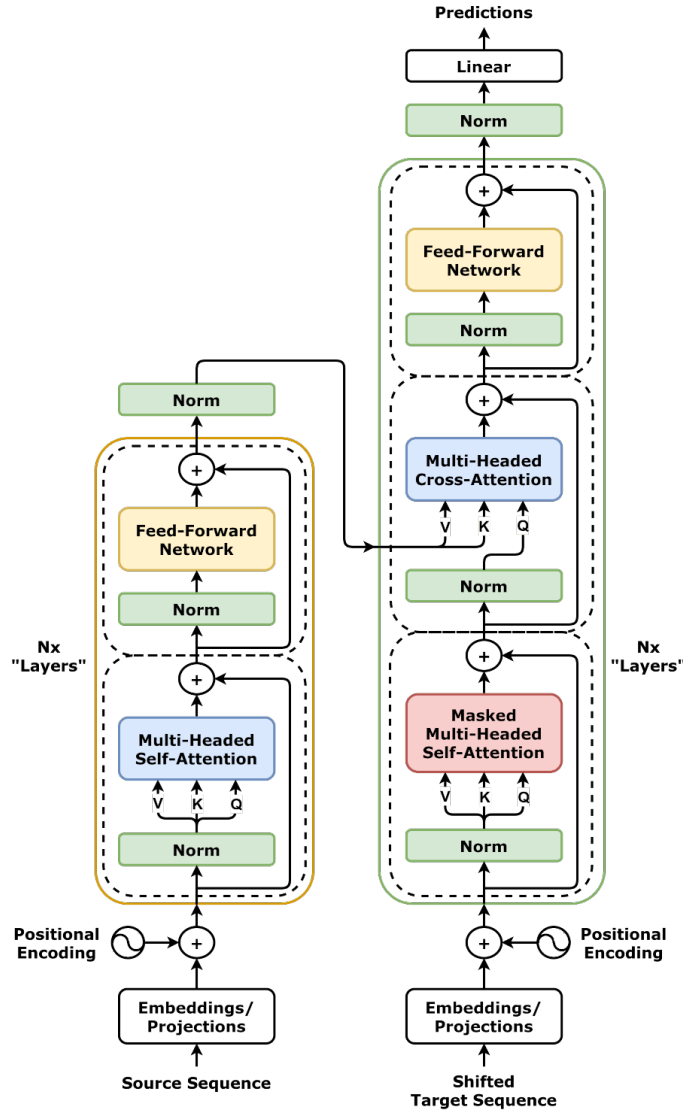 Predictions
Linear
Norm
+
Feed-Forward
Network
Norm
+
Multi-Headed
Cross-Attention
V K Q
Norm
+
Masked
Multi-Headed
Self-Attention
V K Q
Norm
Nx
"Layers"
+
Positional
Encoding
Embeddings/
Projections
Shifted
Target Sequence
Norm
+
Feed-Forward
Network
Norm
Nx
"Layers"
+
Multi-Headed
Self-Attention
V K Q
Norm
Positional
Encoding
+
Embeddings/
Projections
Source Sequence